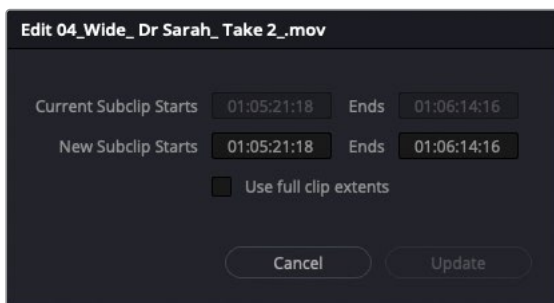 Edit 04_Wide_ Dr Sarah_ Take 2_.mov
Current Subclip Starts 01:05:21:18 Ends 01:06:14:16
New Subclip Starts 01:05:21:18 Ends 01:06:14:16
Use full clip extents
Cancel Update